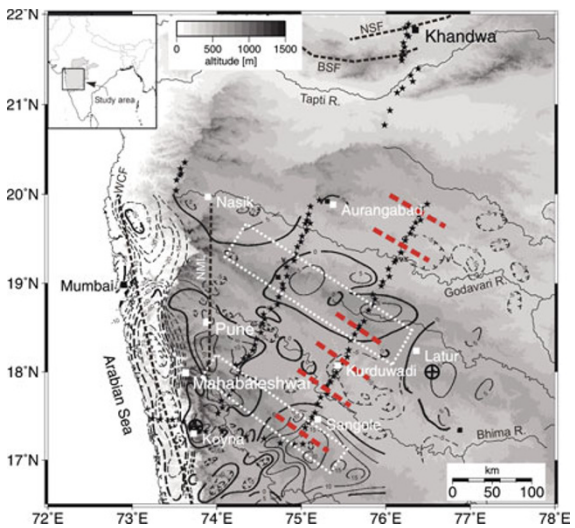 22˚
21˚N
20˚N
19˚N
18˚N
17˚N
72˚E
73˚E
74˚E
75˚E
76˚E
77˚E
78˚E
Study area
0 500 1000 1500
altitude [m]
NSF
Khandwa
BSF
Tapti R.
WCF
Nasik
Aurangabad
Mumbai
NML
Godavari R.
Pune
Latur
Arabian Sea
Mahabaleshwar
Kurduwadi
Koyna
Sangole
Bhima R.
km
0 50 100